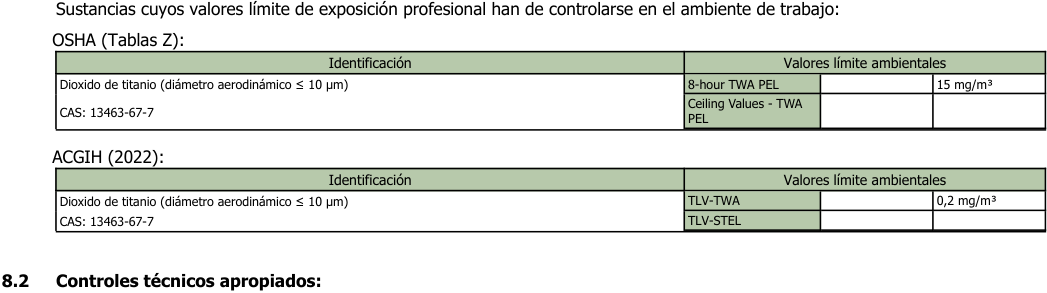 Sustancias cuyos valores límite de exposición profesional han de controlarse en el ambiente de trabajo:
OSHA (Tablas Z):
Identificación Valores límite ambientales
Dioxido de titanio (diámetro aerodinámico ≤ 10 µm) 8-hour TWA PEL 15 mg/m³
CAS: 13463-67-7 Ceiling Values - TWA
PEL
ACGIH (2022):
Identificación Valores límite ambientales
Dioxido de titanio (diámetro aerodinámico ≤ 10 µm) TLV-TWA 0,2 mg/m³
CAS: 13463-67-7 TLV-STEL
8.2 Controles técnicos apropiados: